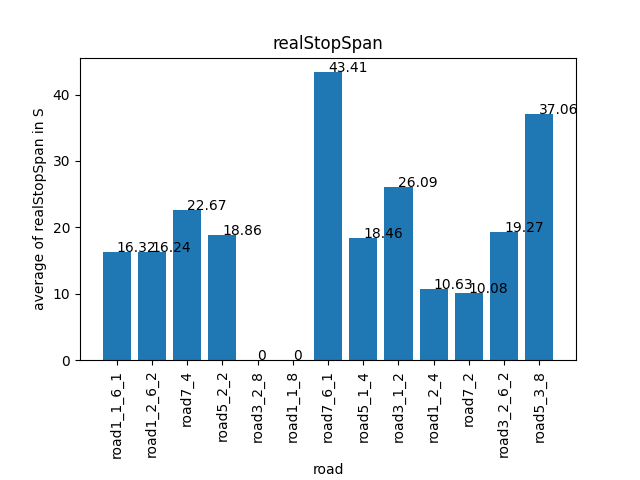 realStopSpan
average of realStopSpan in S
40
30
20
10
0
16.32
16.24
22.67
18.86
0
0
43.41
18.46
26.09
10.63
10.08
19.27
37.06
road1_1_6_1
road1_2_6_2
road7_4
road5_2_2
road3_2_8
road1_1_8
road7_6_1
road5_1_4
road3_1_2
road1_2_4
road7_2
road3_2_6_2
road5_3_8
road